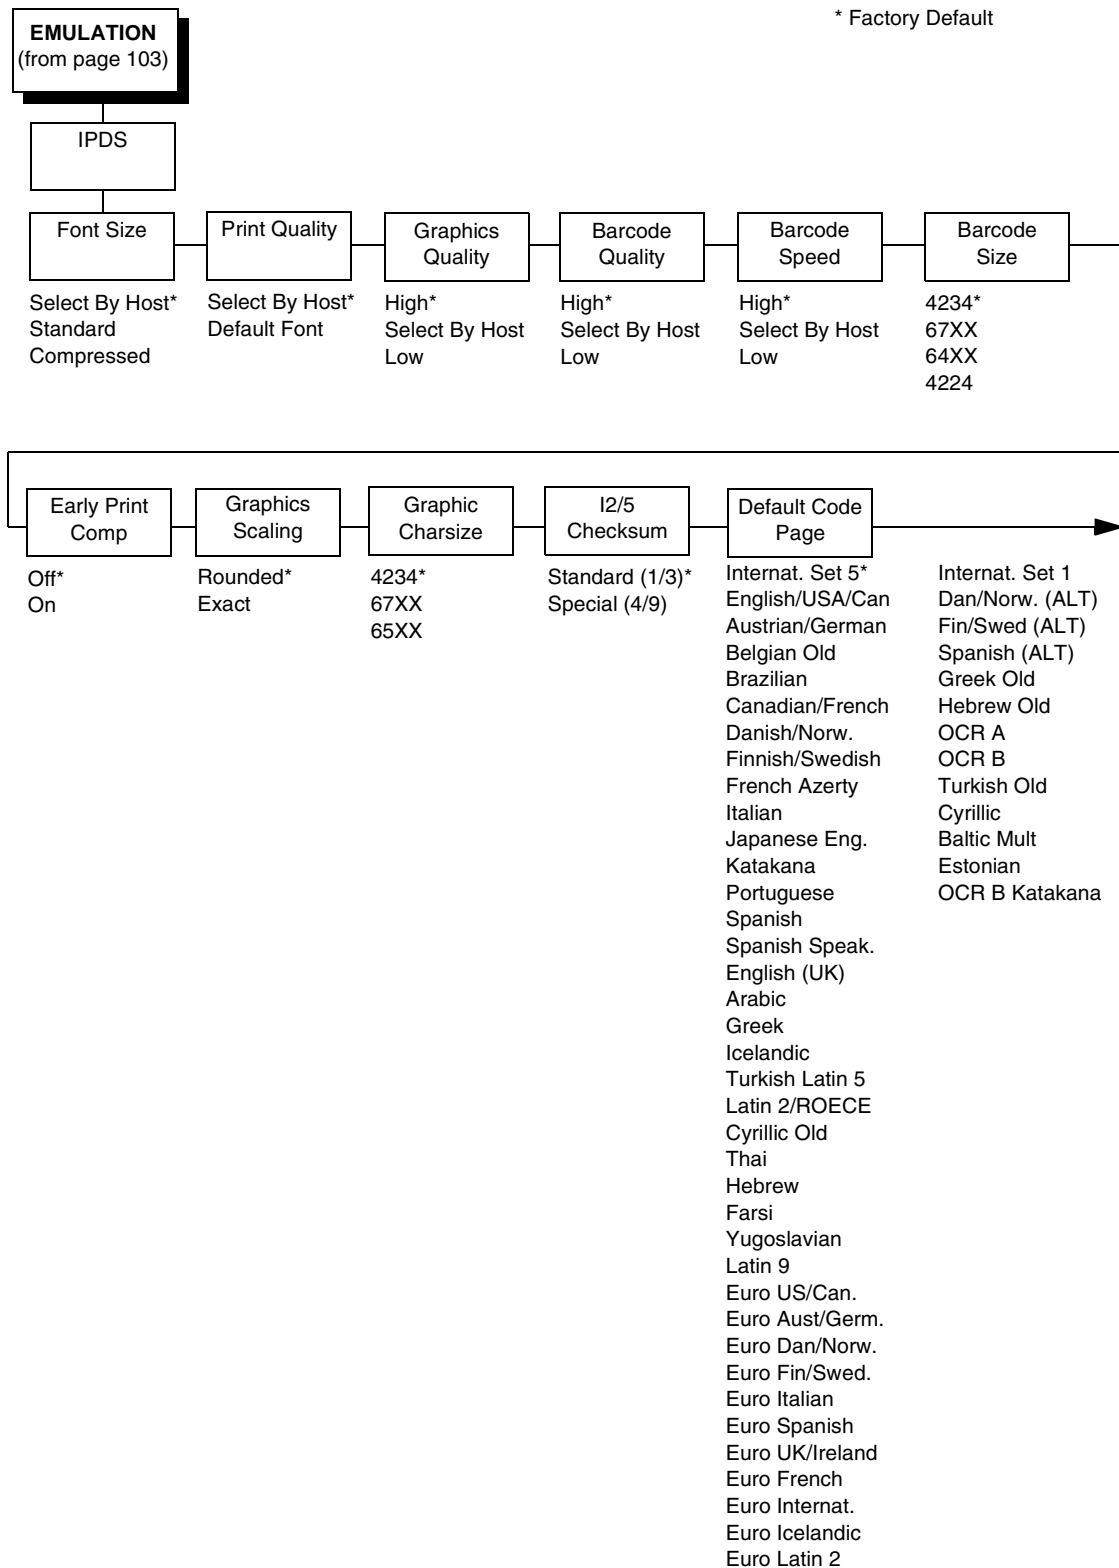 * Factory Default
EMULATION
(from page 103)
IPDS
Font Size
Select By Host*
Standard
Compressed
Print Quality
Select By Host*
Default Font
Graphics
Quality
High*
Select By Host
Low
Barcode
Quality
High*
Select By Host
Low
Barcode
Speed
High*
Select By Host
Low
Barcode
Size
4234*
67XX
64XX
4224
Early Print
Comp
Off*
On
Graphics
Scaling
Rounded*
Exact
Graphic
Charsize
4234*
67XX
65XX
I2/5
Checksum
Standard (1/3)*
Special (4/9)
Default Code
Page
Internat. Set 5*
English/USA/Can
Austrian/German
Belgian Old
Brazilian
Canadian/French
Danish/Norw.
Finnish/Swedish
French Azerty
Italian
Japanese Eng.
Katakana
Portuguese
Spanish
Spanish Speak.
English (UK)
Arabic
Greek
Icelandic
Turkish Latin 5
Latin 2/ROECE
Cyrillic Old
Thai
Hebrew
Farsi
Yugoslavian
Latin 9
Euro US/Can.
Euro Aust/Germ.
Euro Dan/Norw.
Euro Fin/Swed.
Euro Italian
Euro Spanish
Euro UK/Ireland
Euro French
Euro Internat.
Euro Icelandic
Euro Latin 2
Internat. Set 1
Dan/Norw. (ALT)
Fin/Swed (ALT)
Spanish (ALT)
Greek Old
Hebrew Old
OCR A
OCR B
Turkish Old
Cyrillic
Baltic Mult
Estonian
OCR B Katakana